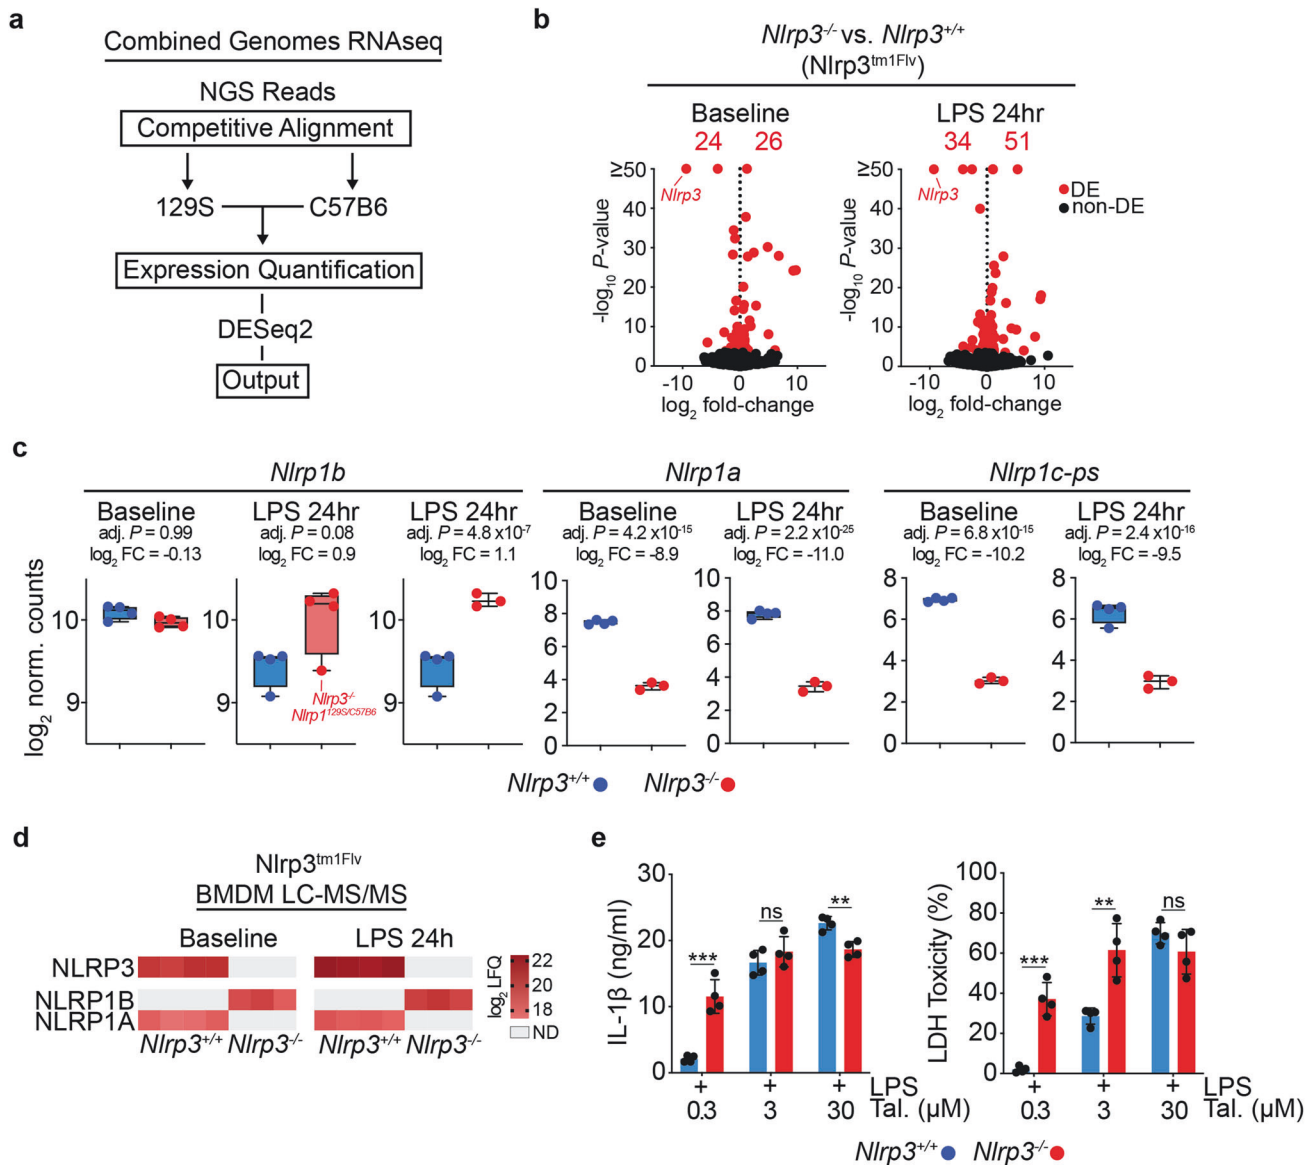 a
Combined Genomes RNAseq
NGS Reads
Competitive Alignment
129S C57B6
Expression Quantification
DESeq2
Output
b
Nlrp3-/- vs. Nlrp3+/+
(Nlrp3tm1Flv)
Baseline
24 26
≥50
40
30
20
10
0
-log10 P-value
Nlrp3
-10 0 10
log2 fold-change
LPS 24hr
34 51
≥50
40
30
20
10
0
-log10 P-value
Nlrp3
-10 0 10
log2 fold-change
DE
non-DE
c
Nlrp1b
Baseline
adj. P = 0.99
log2 FC = -0.13
log2 norm. counts
10
9
LPS 24hr
adj. P = 0.08
log2 FC = 0.9
10
9
Nlrp3-/-
Nlrp1129S/C57B6
LPS 24hr
adj. P = 4.8 x10-7
log2 FC = 1.1
10
9
Nlrp1a
Baseline
adj. P = 4.2 x10-15
log2 FC = -8.9
10
8
6
4
2
0
LPS 24hr
adj. P = 2.2 x10-25
log2 FC = -11.0
10
8
6
4
2
0
Nlrp1c-ps
Baseline
adj. P = 6.8 x10-15
log2 FC = -10.2
8
6
4
2
0
LPS 24hr
adj. P = 2.4 x10-16
log2 FC = -9.5
8
6
4
2
0
Nlrp3+/+ Nlrp3-/-
d
Nlrp3tm1Flv
BMDM LC-MS/MS
Baseline LPS 24h
NLRP3
NLRP1B
NLRP1A
Nlrp3+/+ Nlrp3-/- Nlrp3+/+ Nlrp3-/-
log2 LFQ
22
20
18
ND
e
IL-1β (ng/ml)
30
20
10
0
*** ns **
+ + + LPS
0.3 3 30 Tal. (µM)
LDH Toxicity (%)
100
80
60
40
20
0
*** ** ns
+ + + LPS
0.3 3 30 Tal. (µM)
Nlrp3+/+ Nlrp3-/-